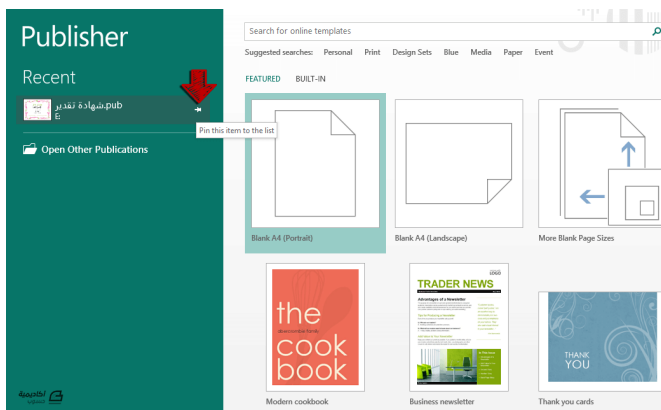 Publisher
Recent
شهادة تقدير.pub
E:
Pin this item to the list
Open Other Publications
Search for online templates
Suggested searches: Personal Print Design Sets Blue Media Paper Event
FEATURED BUILT-IN
Blank A4 (Portrait)
Blank A4 (Landscape)
More Blank Page Sizes
the
cook
book
Modern cookbook
TRADER NEWS
Advantages of a Newsletter
Business newsletter
THANK
YOU
Thank you cards
أكاديمية
حسوب